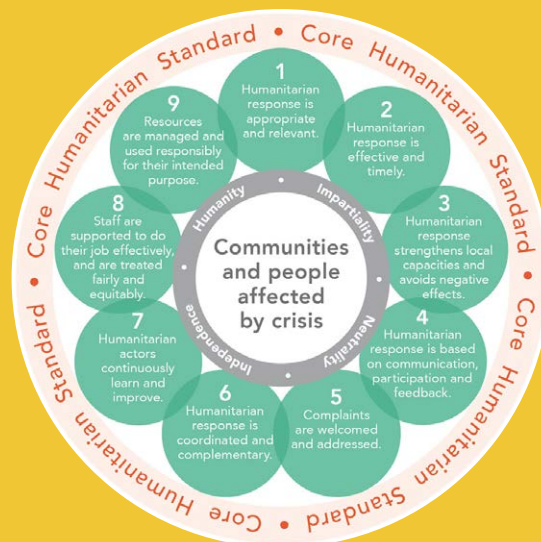 Core Humanitarian Standard • Core Humanitarian Standard • Core Humanitarian Standard • Core Humanitarian Standard •
1
Humanitarian
response is
appropriate
and relevant.
2
Humanitarian
response is
effective and
timely.
3
Humanitarian
response
strengthens local
capacities and
avoids negative
effects.
4
Humanitarian
response is based
on communication,
participation and
feedback.
5
Complaints
are welcomed
and addressed.
6
Humanitarian
response is
coordinated and
complementary.
7
Humanitarian
actors
continuously
learn and
improve.
8
Staff are
supported to do
their job effectively,
and are treated
fairly and
equitably.
9
Resources
are managed and
used responsibly
for their intended
purpose.
Humanity • Impartiality • Neutrality • Independence •
Communities
and people
affected
by crisis